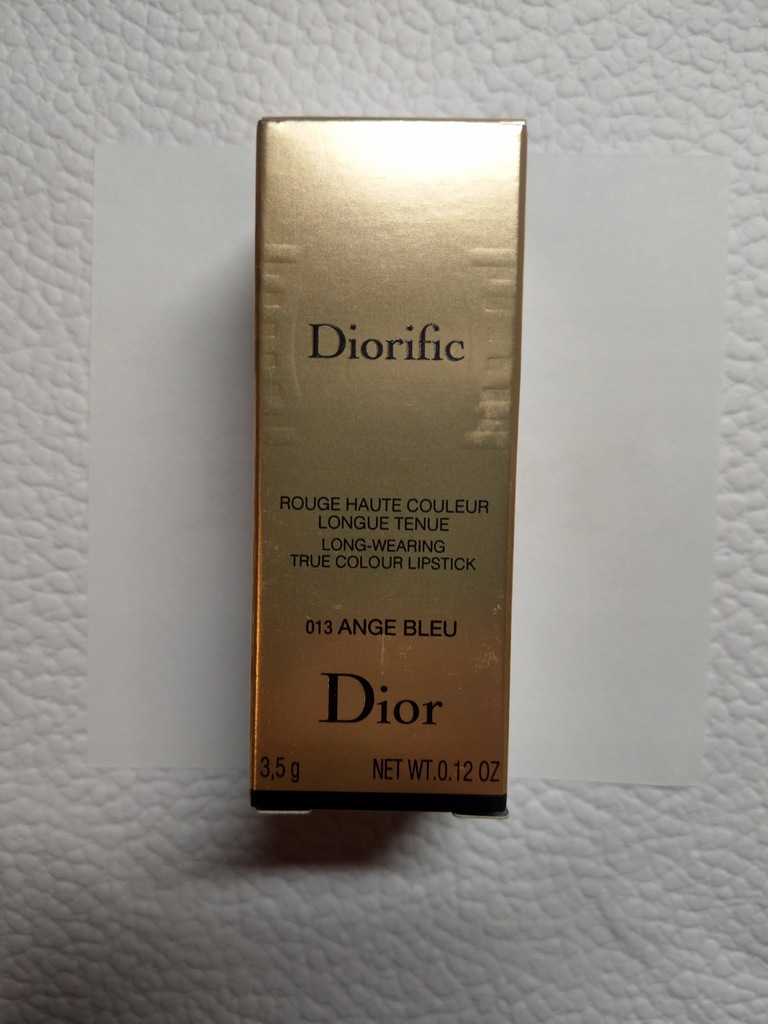 Diorific
ROUGE HAUTE COULEUR
LONGUE TENUE
LONG-WEARING
TRUE COLOUR LIPSTICK
013 ANGE BLEU
Dior
3,5 g NET WT.0.12 OZ